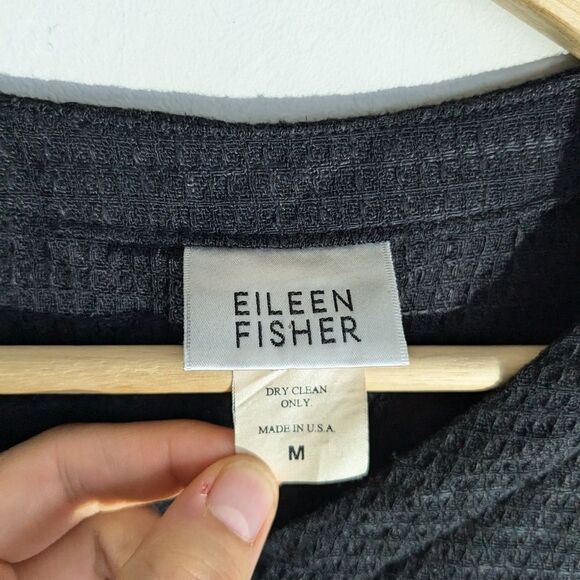 EILEEN
FISHER
DRY CLEAN
ONLY.
MADE IN U.S.A.
M